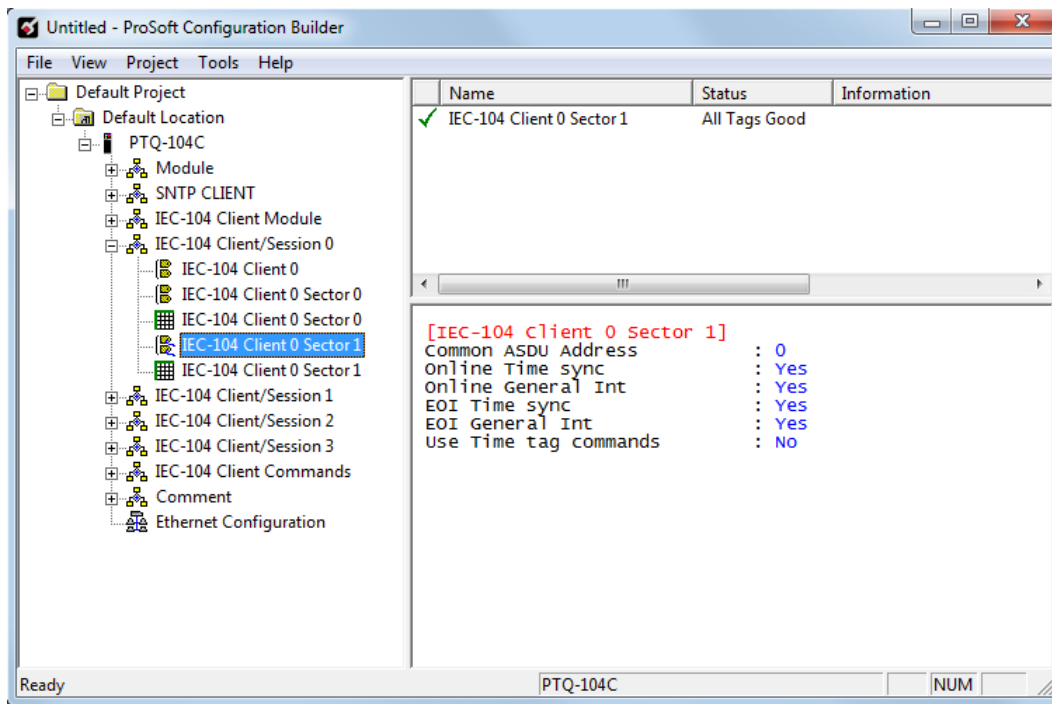 Untitled - ProSoft Configuration Builder
File View Project Tools Help
Default Project
Default Location
PTQ-104C
Module
SNTP CLIENT
IEC-104 Client Module
IEC-104 Client/Session 0
IEC-104 Client 0
IEC-104 Client 0 Sector 0
IEC-104 Client 0 Sector 0
IEC-104 Client 0 Sector 1
IEC-104 Client 0 Sector 1
IEC-104 Client/Session 1
IEC-104 Client/Session 2
IEC-104 Client/Session 3
IEC-104 Client Commands
Comment
Ethernet Configuration
Name Status Information
IEC-104 Client 0 Sector 1 All Tags Good
[IEC-104 Client 0 Sector 1]
Common ASDU Address : 0
Online Time sync : Yes
Online General Int : Yes
EOI Time sync : Yes
EOI General Int : Yes
Use Time tag commands : No
Ready PTQ-104C NUM